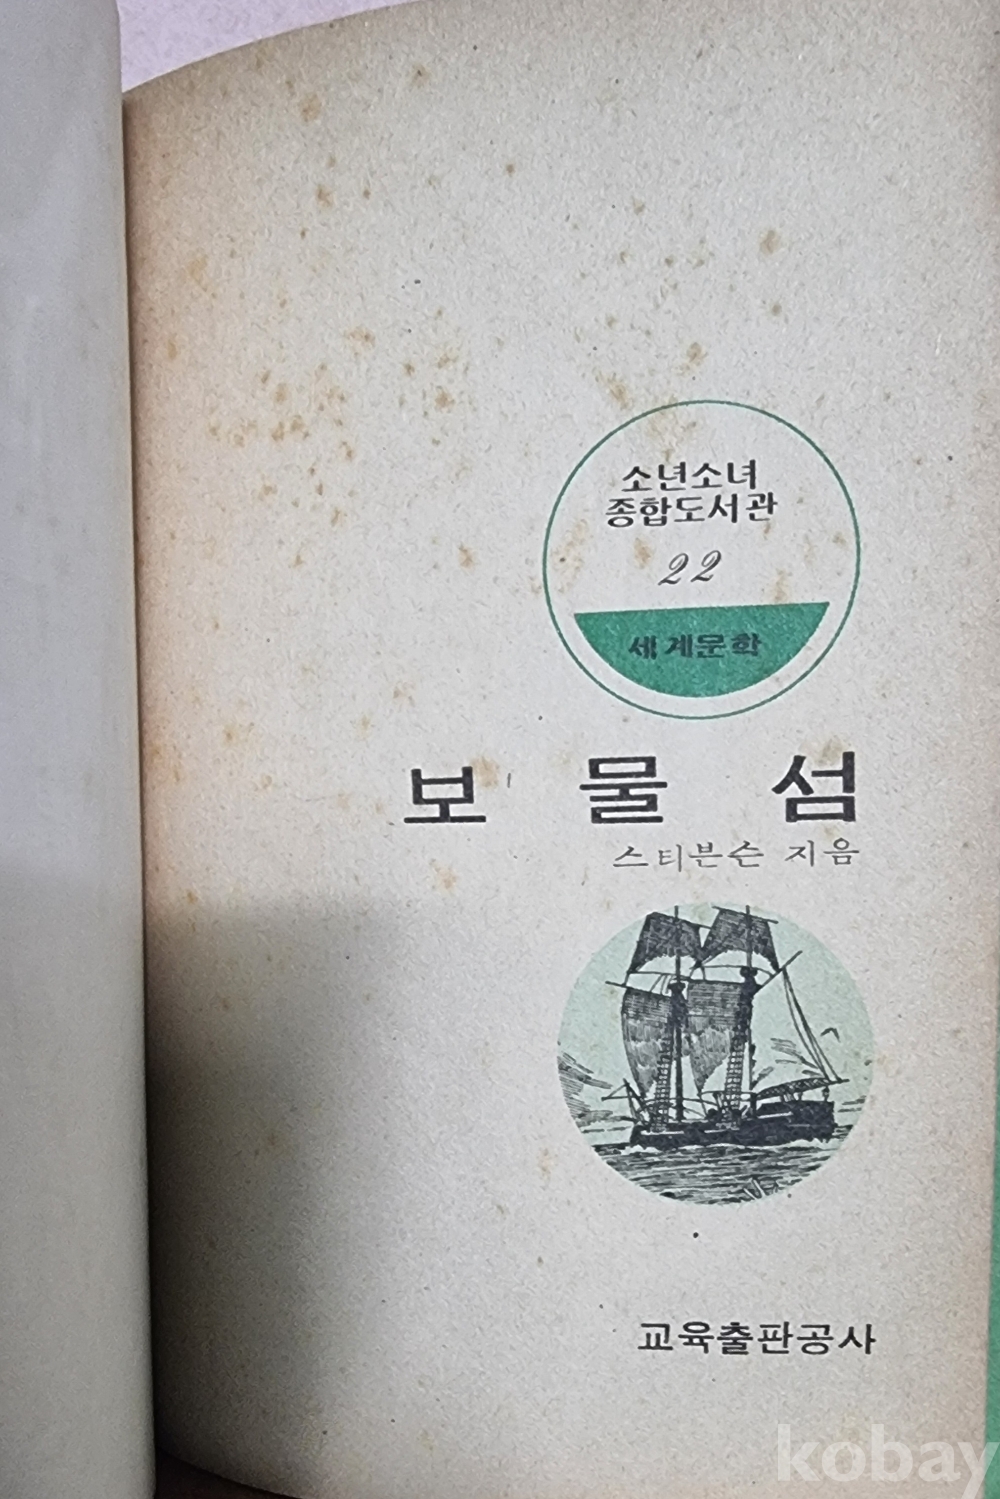 소년소녀
종합도서관
22
세계문학
보물섬
스티븐슨 지음
교육출판공사
kobay